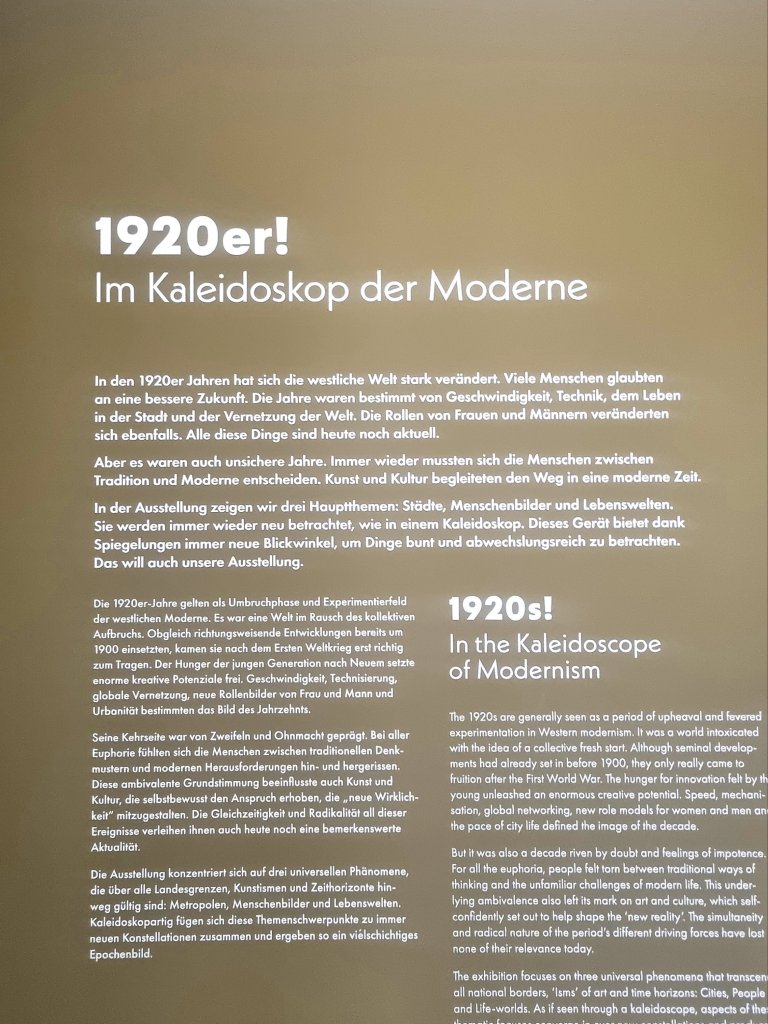 1920er!
Im Kaleidoskop der Moderne
In den 1920er Jahren hat sich die westliche Welt stark verändert. Viele Menschen glaubten
an eine bessere Zukunft. Die Jahre waren bestimmt von Geschwindigkeit, Technik, dem Leben
in der Stadt und der Vernetzung der Welt. Die Rollen von Frauen und Männern veränderten
sich ebenfalls. Alle diese Dinge sind heute noch aktuell.
Aber es waren auch unsichere Jahre. Immer wieder mussten sich die Menschen zwischen
Tradition und Moderne entscheiden. Kunst und Kultur begleiteten den Weg in eine moderne Zeit.
In der Ausstellung zeigen wir drei Hauptthemen: Städte, Menschenbilder und Lebenswelten.
Sie werden immer wieder neu betrachtet, wie in einem Kaleidoskop. Dieses Gerät bietet dank
Spiegelungen immer neue Blickwinkel, um Dinge bunt und abwechslungsreich zu betrachten.
Das will auch unsere Ausstellung.
Die 1920er-Jahre gelten als Umbruchphase und Experimentierfeld
der westlichen Moderne. Es war eine Welt im Rausch des kollektiven
Aufbruchs. Obgleich richtungsweisende Entwicklungen bereits um
1900 einsetzten, kamen sie nach dem Ersten Weltkrieg erst richtig
zum Tragen. Der Hunger der jungen Generation nach Neuem setzte
enorme kreative Potenziale frei. Geschwindigkeit, Technisierung,
globale Vernetzung, neue Rollenbilder von Frau und Mann und
Urbanität bestimmten das Bild des Jahrzehnts.
Seine Kehrseite war von Zweifeln und Ohnmacht geprägt. Bei aller
Euphorie fühlten sich die Menschen zwischen traditionellen Denk-
mustern und modernen Herausforderungen hin- und hergerissen.
Diese ambivalente Grundstimmung beeinflusste auch Kunst und
Kultur, die selbstbewusst den Anspruch erhoben, die „neue Wirklich-
keit“ mitzugestalten. Die Gleichzeitigkeit und Radikalität all dieser
Ereignisse verleihen ihnen auch heute noch eine bemerkenswerte
Aktualität.
Die Ausstellung konzentriert sich auf drei universellen Phänomene,
die über alle Landesgrenzen, Kunstismen und Zeithorizonte hin-
weg gültig sind: Metropolen, Menschenbilder und Lebenswelten.
Kaleidoskopartig fügen sich diese Themenschwerpunkte zu immer
neuen Konstellationen zusammen und ergeben so ein vielschichtiges
Epochenbild.
1920s!
In the Kaleidoscope
of Modernism
The 1920s are generally seen as a period of upheaval and fevered
experimentation in Western modernism. It was a world intoxicated
with the idea of a collective fresh start. Although seminal develop-
ments had already set in before 1900, they only really came to
fruition after the First World War. The hunger for innovation felt by th
young unleashed an enormous creative potential. Speed, mechani-
sation, global networking, new role models for women and men an
the pace of city life defined the image of the decade.
But it was also a decade riven by doubt and feelings of impotence.
For all the euphoria, people felt torn between traditional ways of
thinking and the unfamiliar challenges of modern life. This under-
lying ambivalence also left its mark on art and culture, which self-
confidently set out to help shape the ‘new reality’. The simultaneity
and radical nature of the period’s different driving forces have lost
none of their relevance today.
The exhibition focuses on three universal phenomena that transcen
all national borders, ‘isms’ of art and time horizons: Cities, People
and Life-worlds. As if seen through a kaleidoscope, aspects of the